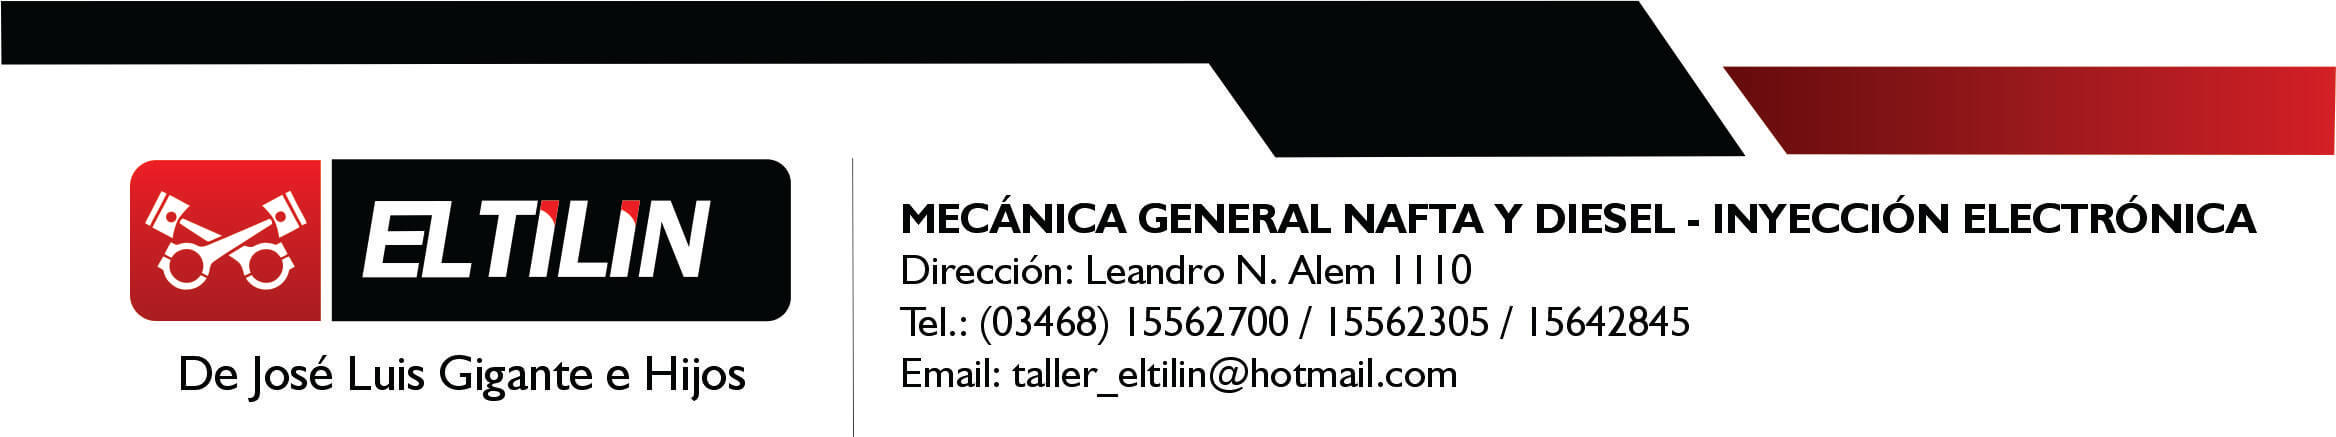 ELTILIN
De José Luis Gigante e Hijos
MECÁNICA GENERAL NAFTA Y DIESEL - INYECCIÓN ELECTRÓNICA
Dirección: Leandro N. Alem 1110
Tel.: (03468) 15562700 / 15562305 / 15642845
Email: taller_eltilin@hotmail.com